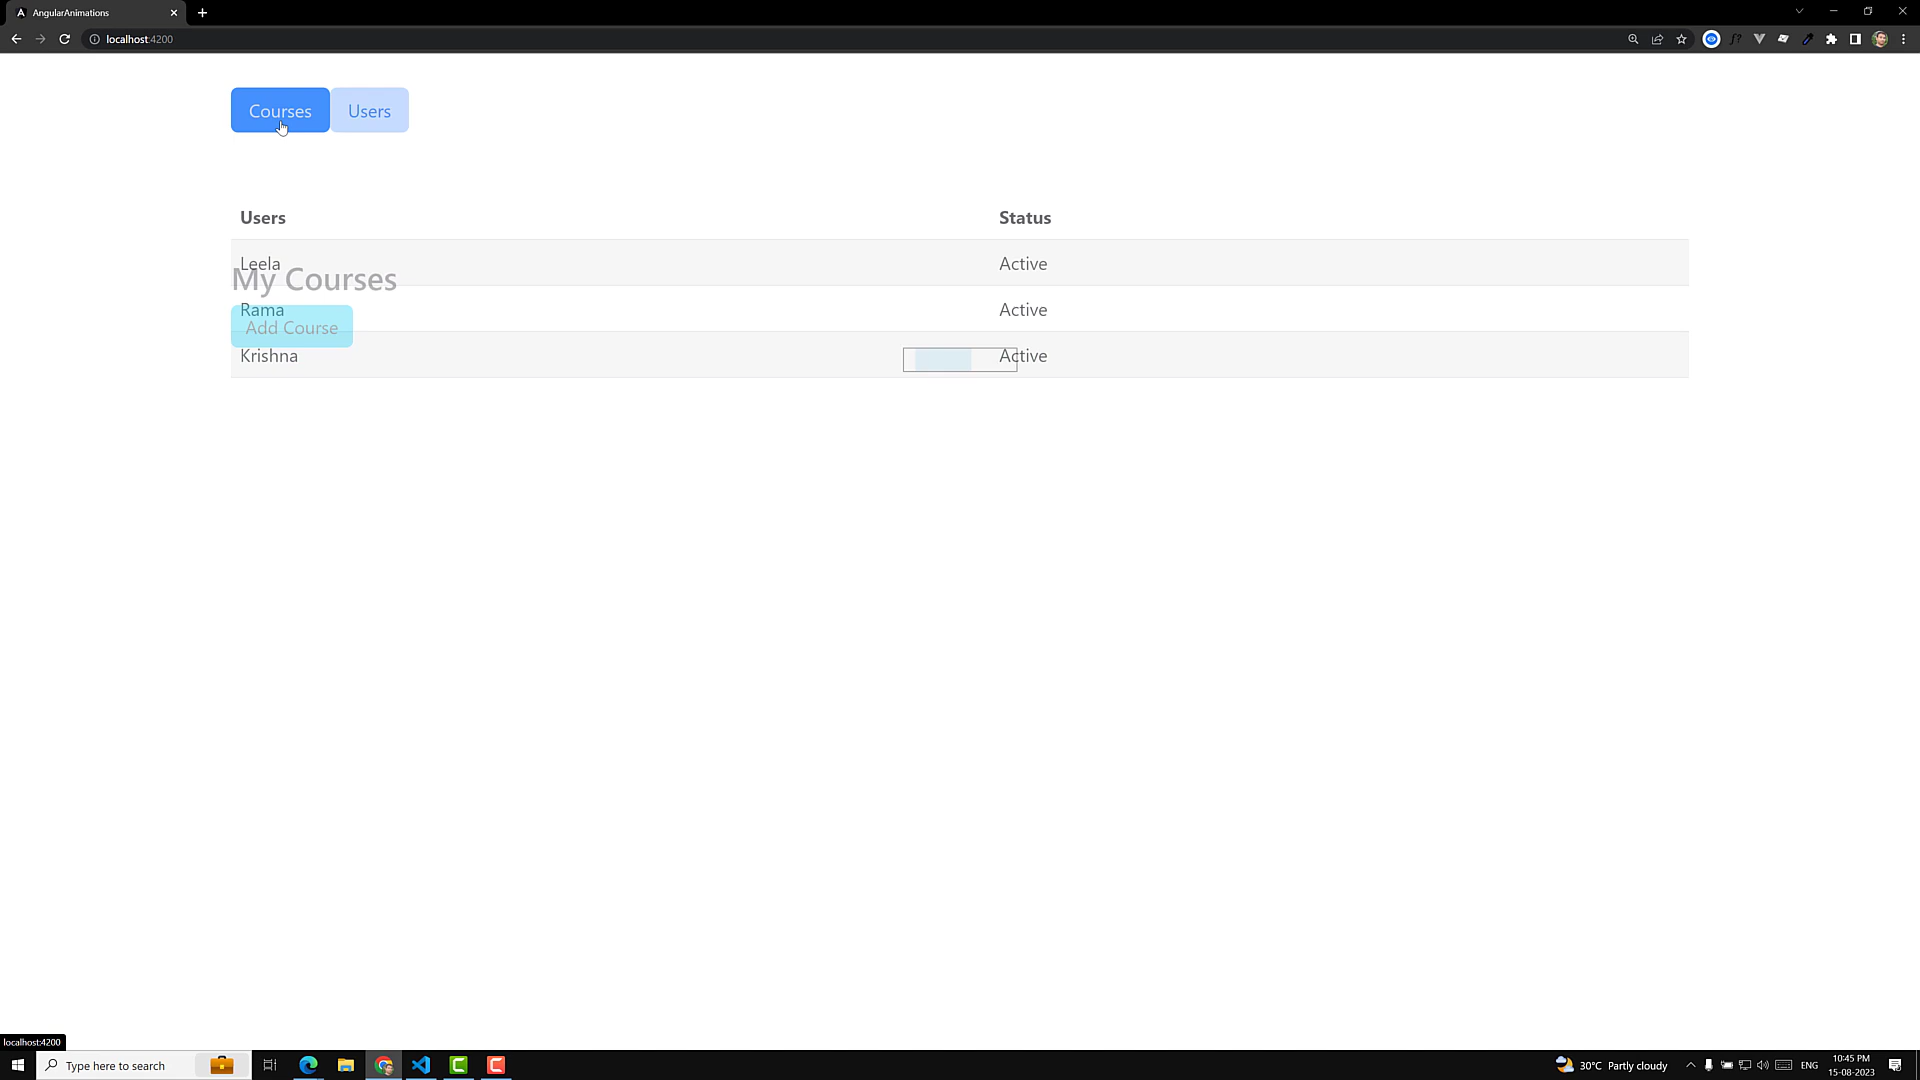 AngularAnimations
localhost:4200
Courses Users
Users Status
Leela Active
My Courses
Rama Active
Add Course
Krishna Active
localhost:4200
Type here to search
30°C Partly cloudy
ENG
10:45 PM
15-08-2023